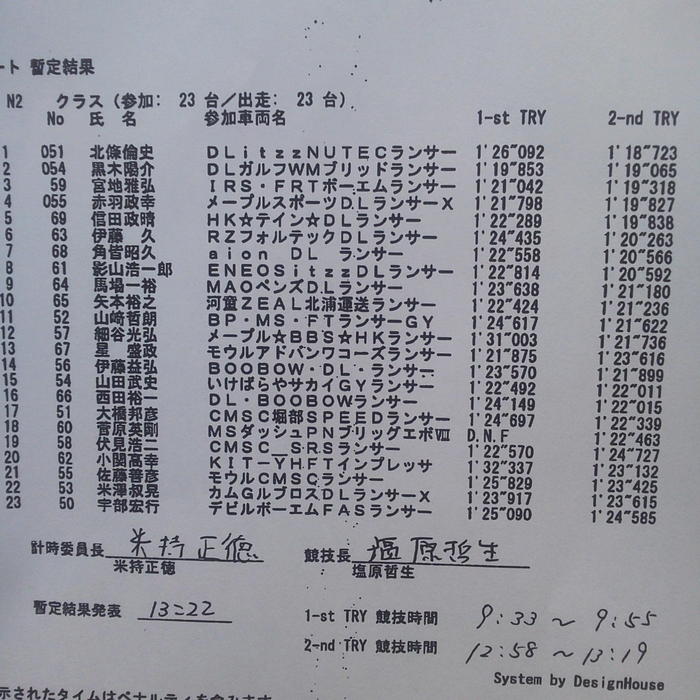 ート 暫定結果
N2 クラス(参加: 23 台/出走: 23 台)
No 氏 名 参加車両名 1-st TRY 2-nd TRY
1 051 北條倫史 DLitzzNUTECランサー 1'26"092 1'18"723
2 054 黒木陽介 DLガルフWMブリッドランサー 1'19"853 1'19"065
3 59 宮地雅弘 IRS・FRTボーエムランサー 1'21"042 1'19"318
4 055 赤羽政幸 メープルスポーツDLランサーX 1'21"798 1'19"827
5 69 信田政晴 HK☆テイン☆DLランサー 1'22"289 1'19"838
6 63 伊藤 久 RZフォルテックDLランサー 1'24"435 1'20"263
7 68 角皆昭久 aion DL ランサー 1'22"558 1'20"566
8 61 影山浩一郎 ENEOSitzzDLランサー 1'22"814 1'20"592
9 64 馬場一裕 MAOペンズDLランサー 1'23"638 1'21"180
10 65 矢本裕之 河童ZEAL北浦運送ランサー 1'22"424 1'21"236
11 52 山崎哲朗 BP・MS・FTランサーGY 1'24"617 1'21"622
12 57 細谷光弘 メープル☆BBS☆HKランサー 1'31"003 1'21"736
13 67 星 盛政 モウルアドバンワコーズランサー 1'21"875 1'23"616
14 56 伊藤益弘 BOOBOW・DL・ランサー 1'23"570 1'21"899
15 54 山田武史 いけばらやサカイGYランサー 1'22"492 1'22"011
16 66 西田裕一 DL・BOOBOWランサー 1'24"149 1'22"015
17 51 大橋邦彦 CMSC堀部SPEEDランサー 1'24"697 1'22"339
18 60 菅原英剛 MSダッシュPNブリッグエボⅧ D.N.F 1'22"463
19 58 伏見浩二 CMSC SRSランサー 1'22"570 1'24"727
20 62 小関高幸 KIT-YHFTインプレッサ 1'32"337 1'23"132
21 55 佐藤善彦 モウルCMSCランサー 1'25"829 1'23"425
22 53 米澤叔晃 カムGルブロスDLランサーX 1'23"917 1'23"615
23 50 宇部宏行 デビルボーエムFASランサー 1'25"090 1'24"585
計時委員長 米持正徳 競技長 塩原哲生
米持正徳 塩原哲生
暫定結果発表 13=22 1-st TRY 競技時間 9:33 ～ 9:55
2-nd TRY 競技時間 12:58 ～ 13:19
System by DesignHouse
示されたタイムはペナルティを含みます